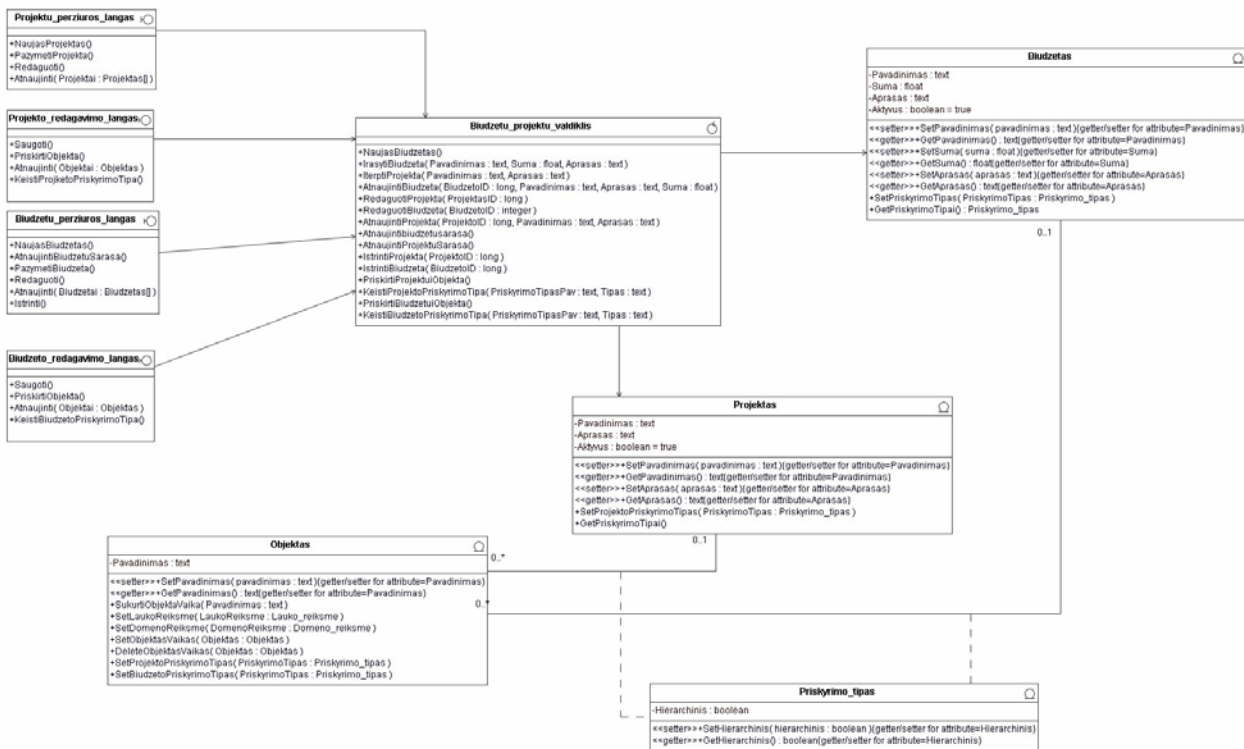 Projektu_perziuros_langas
+NaujasProjektas()
+PazymetiProjekta()
+Redaguoti()
+Atnaujinti( Projektai : Projektas[] )
Projekto_redagavimo_langas
+Saugoti()
+PriskirtiObjekta()
+Atnaujinti( Objektai : Objektas )
+KeistiProjketoPriskyrimoTipa()
Biudzetu_perziuros_langas
+NaujasBiudzetas()
+AtnaujintiBiudzetuSarasa()
+PazymetiBiudzeta()
+Redaguoti()
+Atnaujinti( Biudzetai : Biudzetas[] )
+Istrinti()
Biudzeto_redagavimo_langas
+Saugoti()
+PriskirtiObjekta()
+Atnaujinti( Objektai : Objektas )
+KeistiBiudzetoPriskyrimoTipa()
Biudzetu_projektu_valdiklis
+NaujasBiudzetas()
+IrasytiBiudzeta( Pavadinimas : text, Suma : float, Aprasas : text )
+IterptiProjekta( Pavadinimas : text, Aprasas : text )
+AtnaujintiBiudzeta( BiudzetoID : long, Pavadinimas : text, Aprasas : text, Suma : float )
+RedaguotiProjekta( ProjektasID : long )
+RedaguotiBiudzeta( BiudzetoID : integer )
+AtnaujintiProjekta( ProjektoID : long, Pavadinimas : text, Aprasas : text )
+Atnaujintibiudzetusarasa()
+AtnaujintiProjektuSarasa()
+IstrintiProjekta( ProjektoID : long )
+IstrintiBiudzeta( BiudzetoID : long )
+PriskirtiProjektuiObjekta()
+KeistiProjektoPriskyrimoTipa( PriskyrimoTipasPav : text, Tipas : text )
+PriskirtiBiudzetuiObjekta()
+KeistiBiudzetoPriskyrimoTipa( PriskyrimoTipasPav : text, Tipas : text )
Biudzetas
-Pavadinimas : text
-Suma : float
-Aprasas : text
-Aktyvus : boolean = true
<<setter>>+SetPavadinimas( pavadinimas : text ){getter/setter for attribute=Pavadinimas}
<<getter>>+GetPavadinimas() : text{getter/setter for attribute=Pavadinimas}
<<setter>>+SetSuma( suma : float ){getter/setter for attribute=Suma}
<<getter>>+GetSuma() : float{getter/setter for attribute=Suma}
<<setter>>+SetAprasas( aprasas : text ){getter/setter for attribute=Aprasas}
<<getter>>+GetAprasas() : text{getter/setter for attribute=Aprasas}
+SetPriskyrimoTipas( PriskyrimoTipas : Priskyrimo_tipas )
+GetPriskyrimoTipai() : Priskyrimo_tipas
0..1
Projektas
-Pavadinimas : text
-Aprasas : text
-Aktyvus : boolean = true
<<setter>>+SetPavadinimas( pavadinimas : text ){getter/setter for attribute=Pavadinimas}
<<getter>>+GetPavadinimas() : text{getter/setter for attribute=Pavadinimas}
<<setter>>+SetAprasas( aprasas : text ){getter/setter for attribute=Aprasas}
<<getter>>+GetAprasas() : text{getter/setter for attribute=Aprasas}
+SetProjektoPriskyrimoTipas( PriskyrimoTipas : Priskyrimo_tipas )
+GetPriskyrimoTipai()
0..1
Objektas
-Pavadinimas : text
<<setter>>+SetPavadinimas( pavadinimas : text ){getter/setter for attribute=Pavadinimas}
<<getter>>+GetPavadinimas() : text{getter/setter for attribute=Pavadinimas}
+SukurtiObjektaVaika( Pavadinimas : text )
+SetLaukoReiksme( LaukoReiksme : Lauko_reiksme )
+SetDomenoReiksme( DomenoReiksme : Domeno_reiksme )
+SetObjektasVaikas( Objektas : Objektas )
+DeleteObjektasVaikas( Objektas : Objektas )
+SetProjektoPriskyrimoTipas( PriskyrimoTipas : Priskyrimo_tipas )
+SetBiudzetoPriskyrimoTipas( PriskyrimoTipas : Priskyrimo_tipas )
0..*
0..*
Priskyrimo_tipas
-Hierarchinis : boolean
<<setter>>+SetHierarchinis( hierarchinis : boolean ){getter/setter for attribute=Hierarchinis}
<<getter>>+GetHierarchinis() : boolean{getter/setter for attribute=Hierarchinis}